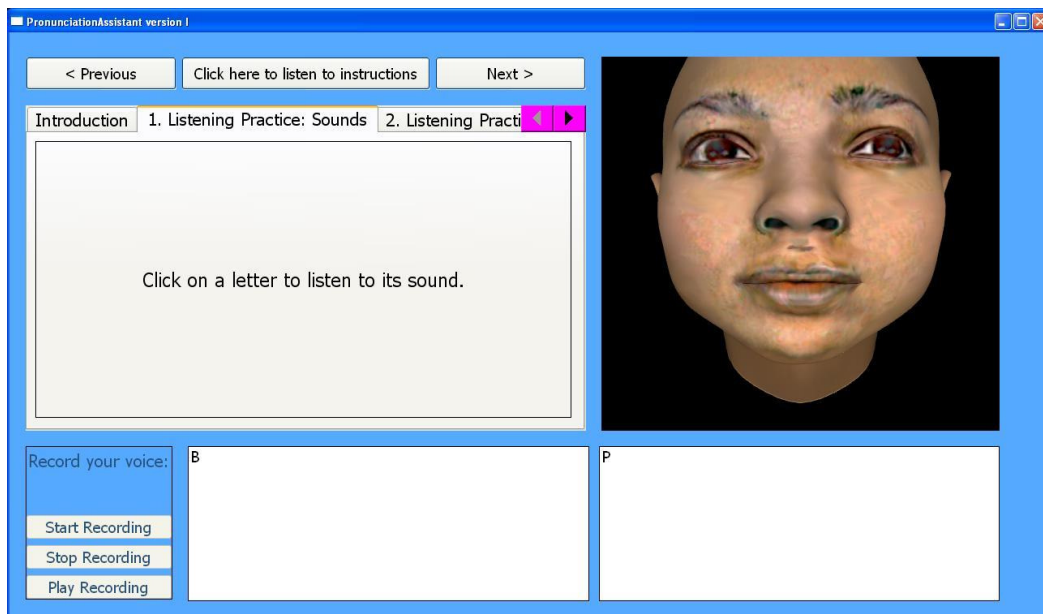 PronunciationAssistant version I
< Previous
Click here to listen to instructions
Next >
Introduction
1. Listening Practice: Sounds
2. Listening Practi
Click on a letter to listen to its sound.
Record your voice:
Start Recording
Stop Recording
Play Recording
B
P